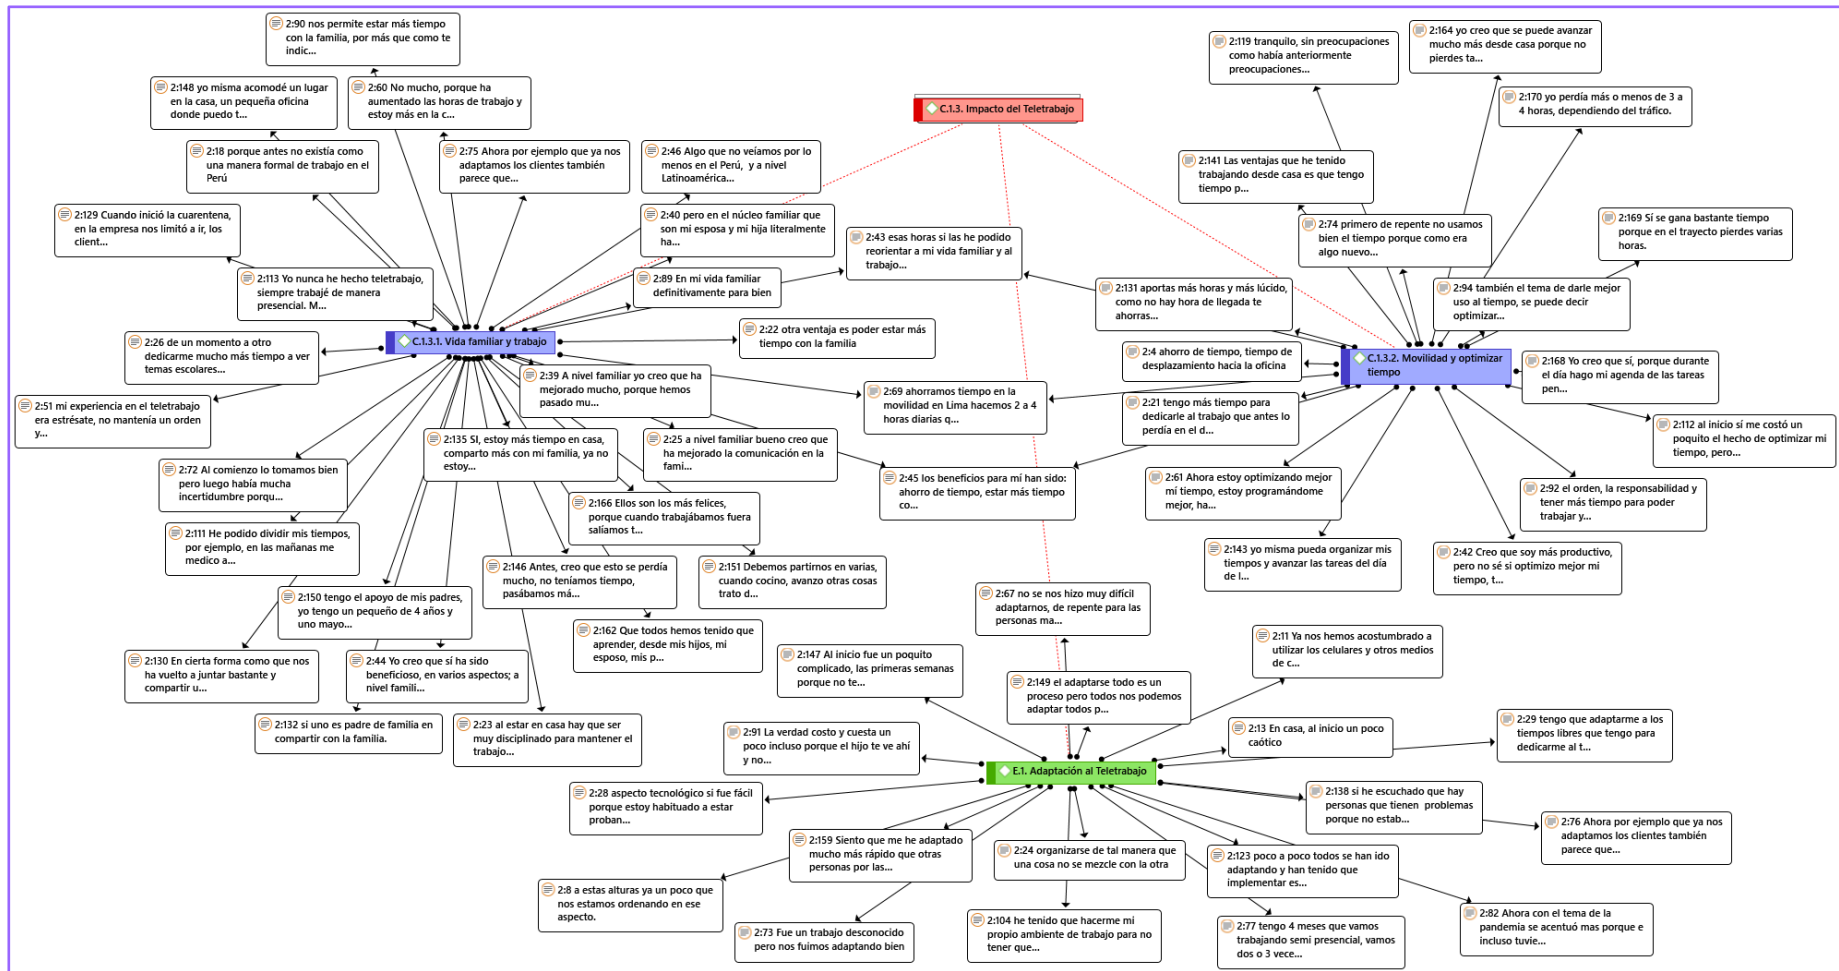 2:90 nos permite estar más tiempo
con la familia, por más que como te
indic...
2:148 yo misma acomodé un lugar
en la casa, un pequeña oficina
donde puedo t...
2:60 No mucho, porque ha
aumentado las horas de trabajo y
estoy más en la c...
2:18 porque antes no existía como
una manera formal de trabajo en el
Perú
2:75 Ahora por ejemplo que ya nos
adaptamos los clientes también
parece que...
2:46 Algo que no veíamos por lo
menos en el Perú, y a nivel
Latinoamérica...
2:129 Cuando inició la cuarentena,
en la empresa nos limitó a ir, los
client...
2:40 pero en el núcleo familiar que
son mi esposa y mi hija literalmente
ha...
2:43 esas horas si las he podido
reorientar a mi vida familiar y al
trabajo...
2:113 Yo nunca he hecho teletrabajo,
siempre trabajé de manera
presencial. M...
2:89 En mi vida familiar
definitivamente para bien
2:26 de un momento a otro
dedicarme mucho más tiempo a ver
temas escolares...
C.1.3.1. Vida familiar y trabajo
2:22 otra ventaja es poder estar más
tiempo con la familia
2:51 mi experiencia en el teletrabajo
era estrésate, no mantenía un orden
y...
2:39 A nivel familiar yo creo que ha
mejorado mucho, porque hemos
pasado mu...
2:69 ahorramos tiempo en la
movilidad en Lima hacemos 2 a 4
horas diarias q...
2:135 SI, estoy más tiempo en casa,
comparto más con mi familia, ya no
estoy...
2:25 a nivel familiar bueno creo que
ha mejorado la comunicación en la
fami...
2:72 Al comienzo lo tomamos bien
pero luego había mucha
incertidumbre porqu...
2:45 los beneficios para mí han sido:
ahorro de tiempo, estar más tiempo
co...
2:166 Ellos son los más felices,
porque cuando trabajábamos fuera
salíamos t...
2:111 He podido dividir mis tiempos,
por ejemplo, en las mañanas me
medico a...
2:146 Antes, creo que esto se perdía
mucho, no teníamos tiempo,
pasábamos má...
2:151 Debemos partirnos en varias,
cuando cocino, avanzo otras cosas
trato d...
2:150 tengo el apoyo de mis padres,
yo tengo un pequeño de 4 años y
uno mayo...
2:162 Que todos hemos tenido que
aprender, desde mis hijos, mi
esposo, mis p...
2:130 En cierta forma como que nos
ha vuelto a juntar bastante y
compartir u...
2:44 Yo creo que sí ha sido
beneficioso, en varios aspectos; a
nivel famili...
2:132 si uno es padre de familia en
compartir con la familia.
2:23 al estar en casa hay que ser
muy disciplinado para mantener el
trabajo...
C.1.3. Impacto del Teletrabajo
2:119 tranquilo, sin preocupaciones
como había anteriormente
preocupaciones...
2:164 yo creo que se puede avanzar
mucho más desde casa porque no
pierdes ta...
2:170 yo perdía más o menos de 3 a
4 horas, dependiendo del tráfico.
2:141 Las ventajas que he tenido
trabajando desde casa es que tengo
tiempo p...
2:74 primero de repente no usamos
bien el tiempo porque como era
algo nuevo...
2:169 Sí se gana bastante tiempo
porque en el trayecto pierdes varias
horas.
2:131 aportas más horas y más lúcido,
como no hay hora de llegada te
ahorras...
2:94 también el tema de darle mejor
uso al tiempo, se puede decir
optimizar...
2:4 ahorro de tiempo, tiempo de
desplazamiento hacia la oficina
C.1.3.2. Movilidad y optimizar
tiempo
2:168 Yo creo que sí, porque durante
el día hago mi agenda de las tareas
pen...
2:21 tengo más tiempo para
dedicarle al trabajo que antes lo
perdía en el d...
2:112 al inicio sí me costó un
poquito el hecho de optimizar mi
tiempo, pero...
2:61 Ahora estoy optimizando mejor
mi tiempo, estoy programándome
mejor, ha...
2:92 el orden, la responsabilidad y
tener más tiempo para poder
trabajar y...
2:143 yo misma pueda organizar mis
tiempos y avanzar las tareas del día
de l...
2:42 Creo que soy más productivo,
pero no sé si optimizo mejor mi
tiempo, t...
2:67 no se nos hizo muy difícil
adaptarnos, de repente para las
personas ma...
2:147 Al inicio fue un poquito
complicado, las primeras semanas
porque no te...
2:11 Ya nos hemos acostumbrado a
utilizar los celulares y otros medios
de c...
2:149 el adaptarse todo es un
proceso pero todos nos podemos
adaptar todos p...
2:91 La verdad costo y cuesta un
poco incluso porque el hijo te ve ahí
y no...
2:13 En casa, al inicio un poco
caótico
2:29 tengo que adaptarme a los
tiempos libres que tengo para
dedicarme al t...
E.1. Adaptación al Teletrabajo
2:28 aspecto tecnológico si fue fácil
porque estoy habituado a estar
proban...
2:138 si he escuchado que hay
personas que tienen problemas
porque no estab...
2:76 Ahora por ejemplo que ya nos
adaptamos los clientes también
parece que...
2:159 Siento que me he adaptado
mucho más rápido que otras
personas por las...
2:24 organizarse de tal manera que
una cosa no se mezcle con la otra
2:123 poco a poco todos se han ido
adaptando y han tenido que
implementar es...
2:8 a estas alturas ya un poco que
nos estamos ordenando en ese
aspecto.
2:73 Fue un trabajo desconocido
pero nos fuimos adaptando bien
2:104 he tenido que hacerme mi
propio ambiente de trabajo para no
tener que...
2:77 tengo 4 meses que vamos
trabajando semi presencial, vamos
dos o 3 vece...
2:82 Ahora con el tema de la
pandemia se acentuó mas porque e
incluso tuvie...